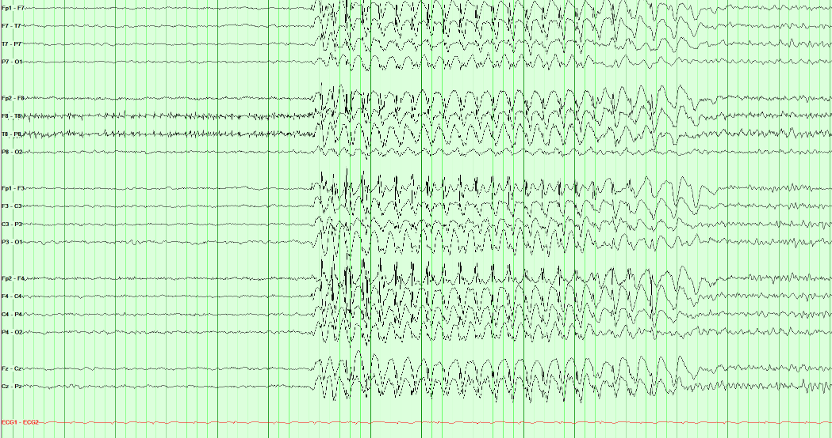 Fp1 - F7
F7 - T7
T7 - P7
P7 - O1
Fp2 - F8
F8 - T8
T8 - P8
P8 - O2
Fp1 - F3
F3 - C3
C3 - P3
P3 - O1
Fp2 - F4
F4 - C4
C4 - P4
P4 - O2
Fz - Cz
Cz - Pz
ECG1 - ECG2